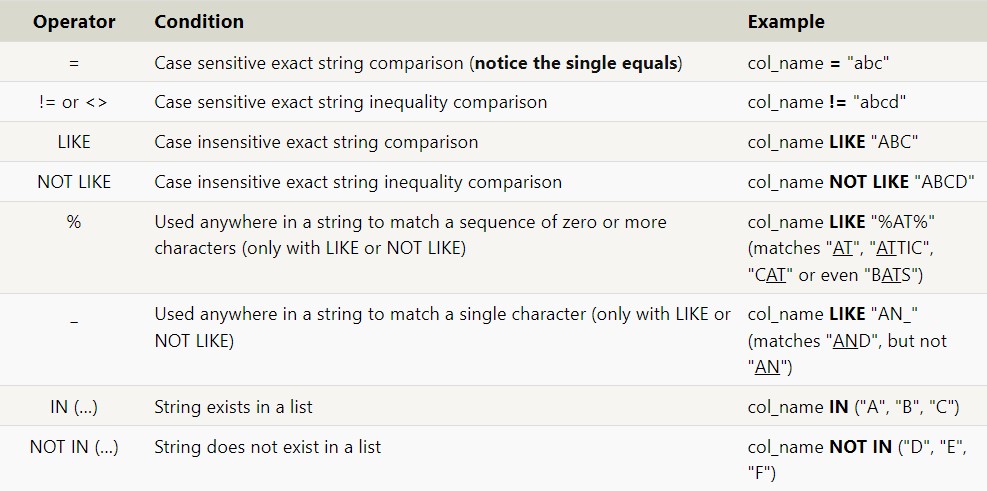 Operator Condition Example
= Case sensitive exact string comparison (notice the single equals) col_name = "abc"
!= or <> Case sensitive exact string inequality comparison col_name != "abcd"
LIKE Case insensitive exact string comparison col_name LIKE "ABC"
NOT LIKE Case insensitive exact string inequality comparison col_name NOT LIKE "ABCD"
% Used anywhere in a string to match a sequence of zero or more col_name LIKE "%AT%"
characters (only with LIKE or NOT LIKE) (matches "AT", "ATTIC",
"CAT" or even "BATS")
_ Used anywhere in a string to match a single character (only with LIKE or col_name LIKE "AN_"
NOT LIKE) (matches "AND", but not
"AN")
IN (…) String exists in a list col_name IN ("A", "B", "C")
NOT IN (…) String does not exist in a list col_name NOT IN ("D", "E",
"F")